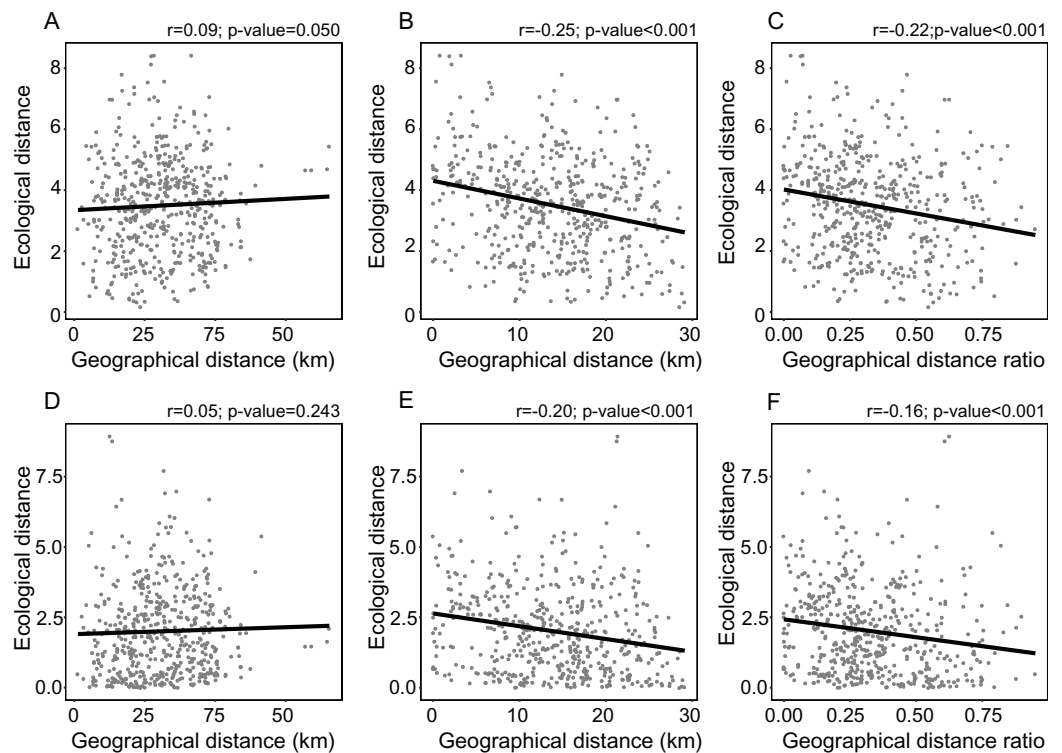 A
r=0.09; p-value=0.050
B
r=-0.25; p-value<0.001
C
r=-0.22;p-value<0.001
Ecological distance
8
6
4
2
0
0 25 75 50
Geographical distance (km)
Ecological distance
8
6
4
2
0
0 10 20 30
Geographical distance (km)
Ecological distance
8
6
4
2
0
0.00 0.25 0.50 0.75
Geographical distance ratio
D
r=0.05; p-value=0.243
E
r=-0.20; p-value<0.001
F
r=-0.16; p-value<0.001
Ecological distance
7.5
5.0
2.5
0.0
0 25 75 50
Geographical distance (km)
Ecological distance
7.5
5.0
2.5
0.0
0 10 20 30
Geographical distance (km)
Ecological distance
7.5
5.0
2.5
0.0
0.00 0.25 0.50 0.75
Geographical distance ratio